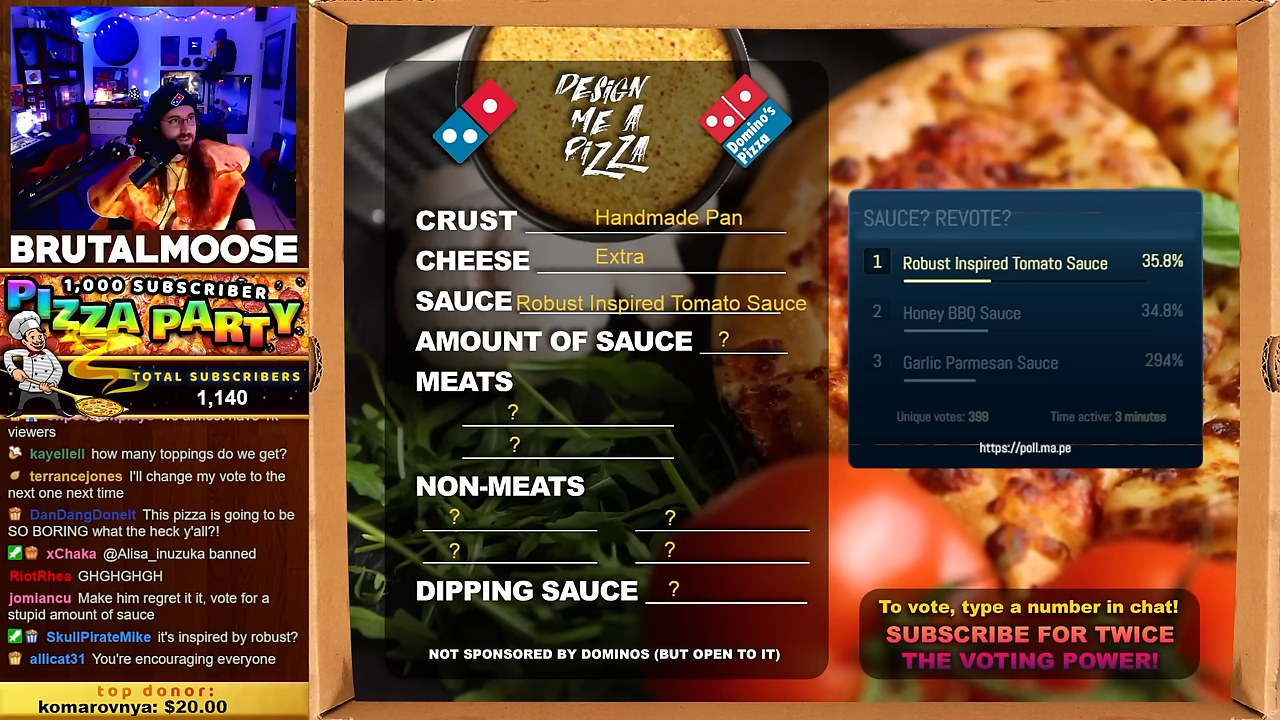 BRUTALMOOSE
1,000 SUBSCRIBER
PIZZA PARTY
TOTAL SUBSCRIBERS
1,140
viewers
kayellell how many toppings do we get?
terrancejones I'll change my vote to the
next one next time
DanDangDoneIt This pizza is going to be
SO BORING what the heck y'all?!
xChaka @Alisa_inuzuka banned
RiotRhea GHGHGHGH
jomiancu Make him regret it it, vote for a
stupid amount of sauce
SkullPirateMike it's inspired by robust?
allicat31 You're encouraging everyone
top donor:
komarovnya: $20.00
DESIGN
ME A
PIZZA
Domino's
Pizza
CRUST Handmade Pan
CHEESE Extra
SAUCE Robust Inspired Tomato Sauce
AMOUNT OF SAUCE ?
MEATS
?
?
NON-MEATS
? ?
? ?
DIPPING SAUCE ?
NOT SPONSORED BY DOMINOS (BUT OPEN TO IT)
SAUCE? REVOTE?
1 Robust Inspired Tomato Sauce 35.8%
2 Honey BBQ Sauce 34.8%
3 Garlic Parmesan Sauce 29.4%
Unique votes: 399 Time active: 3 minutes
https://poll.ma.pe
To vote, type a number in chat!
SUBSCRIBE FOR TWICE
THE VOTING POWER!